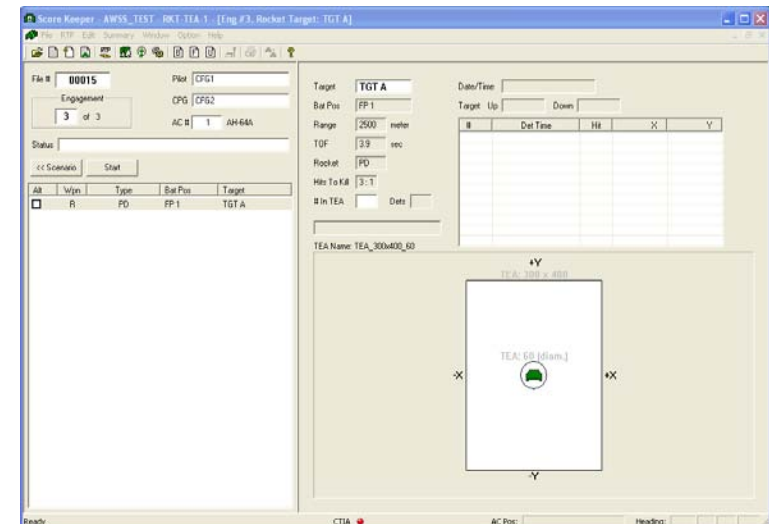 Score Keeper - AWSS_TEST - RKT-TEA-1 - [Eng #3, Rocket Target: TGT A]
File RTP Edit Summary Window Option Help
File # 00015 Pilot CFG1
Engagement CPG CFG2
3 of 3 AC # 1 AH-64A
Status
<< Scenario Start
Alt Wpn Type Bat Pos Target
R PD FP 1 TGT A
Target TGT A Date/Time
Bat Pos FP 1 Target Up Down
Range 2500 meter # Det Time Hit X Y
TOF 3.9 sec
Rocket PD
Hits To Kill 3 : 1
# In TEA Dets
TEA Name: TEA_300x400_60
+Y
TEA: 300 x 400
TEA: 60 (diam.)
-X +X
-Y
Ready CTIA AC Pos: Heading: